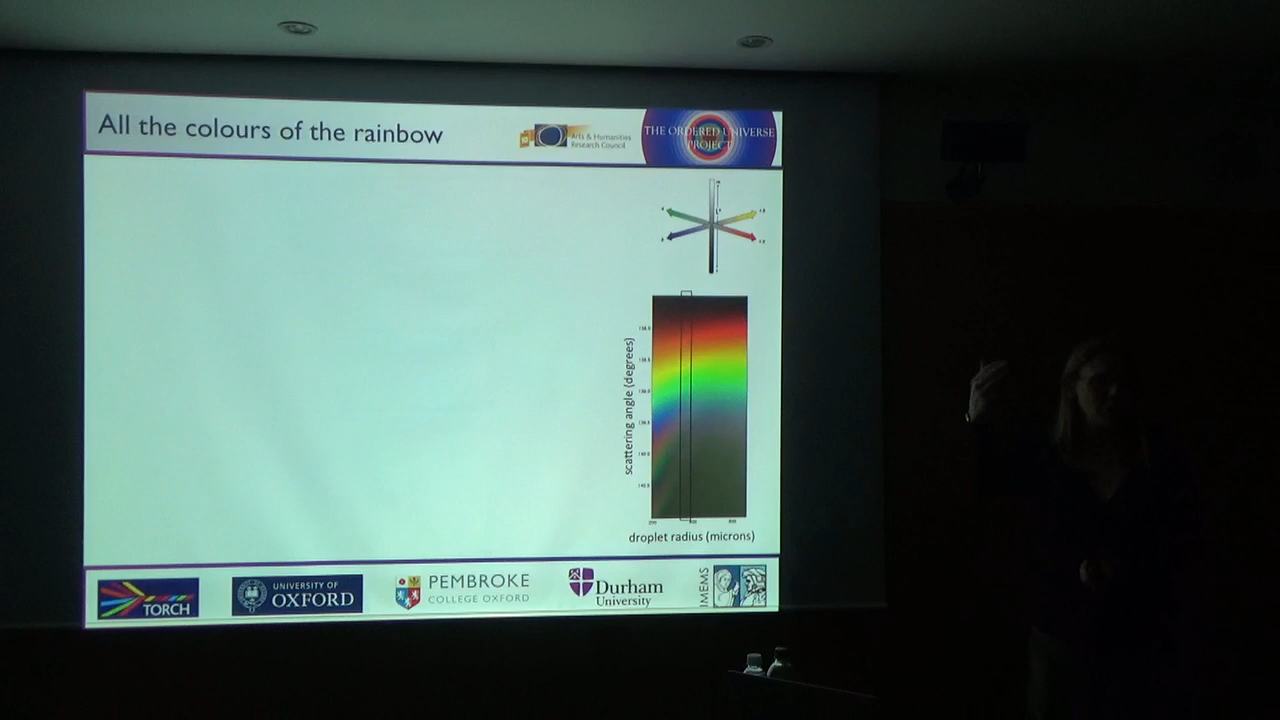 All the colours of the rainbow
Arts & Humanities
Research Council
THE ORDERED UNIVERSE
PROJECT
scattering angle (degrees)
droplet radius (microns)
TORCH
UNIVERSITY OF
OXFORD
PEMBROKE
COLLEGE OXFORD
Durham
University
IMEMS